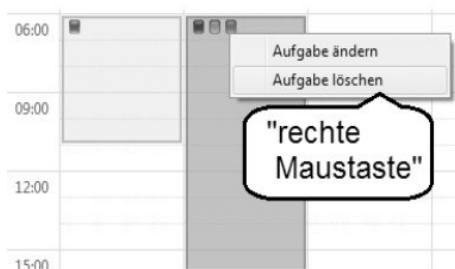 06:00
Aufgabe ändern
Aufgabe löschen
09:00
"rechte
Maustaste"
12:00
15:00